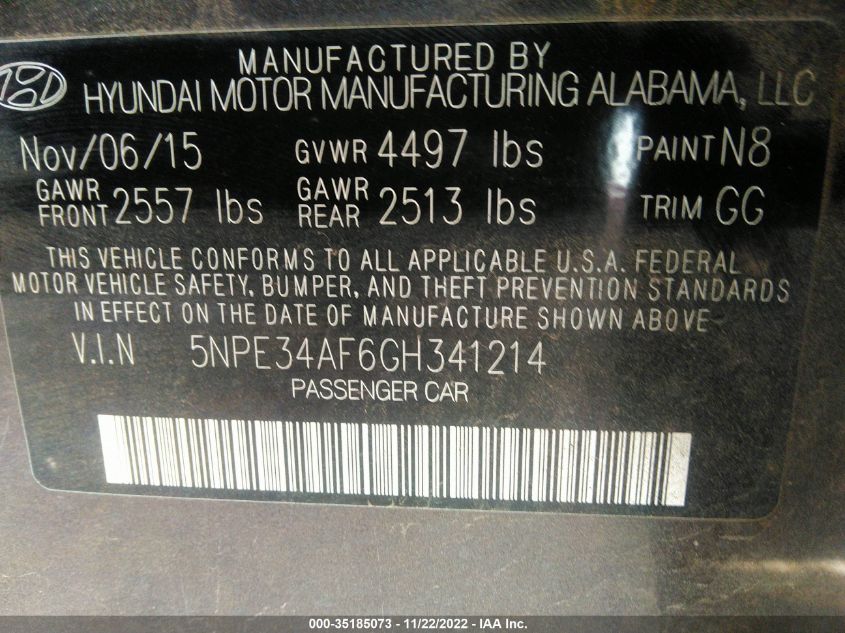 MANUFACTURED BY
HYUNDAI MOTOR MANUFACTURING ALABAMA, LLC
Nov/06/15 GVWR 4497 lbs PAINT N8
GAWR FRONT 2557 lbs GAWR REAR 2513 lbs TRIM GG
THIS VEHICLE CONFORMS TO ALL APPLICABLE U.S.A. FEDERAL
MOTOR VEHICLE SAFETY, BUMPER, AND THEFT PREVENTION STANDARDS
IN EFFECT ON THE DATE OF MANUFACTURE SHOWN ABOVE
V.I.N 5NPE34AF6GH341214
PASSENGER CAR
000-35185073 - 11/22/2022 - IAA Inc.